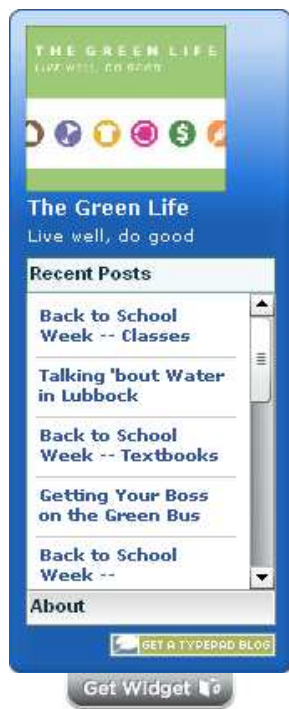 THE GREEN LIFE
LIVE WELL, DO GOOD
The Green Life
Live well, do good
Recent Posts
Back to School
Week -- Classes
Talking 'bout Water
in Lubbock
Back to School
Week -- Textbooks
Getting Your Boss
on the Green Bus
Back to School
Week --
About
GET A TYPEPAD BLOG
Get Widget